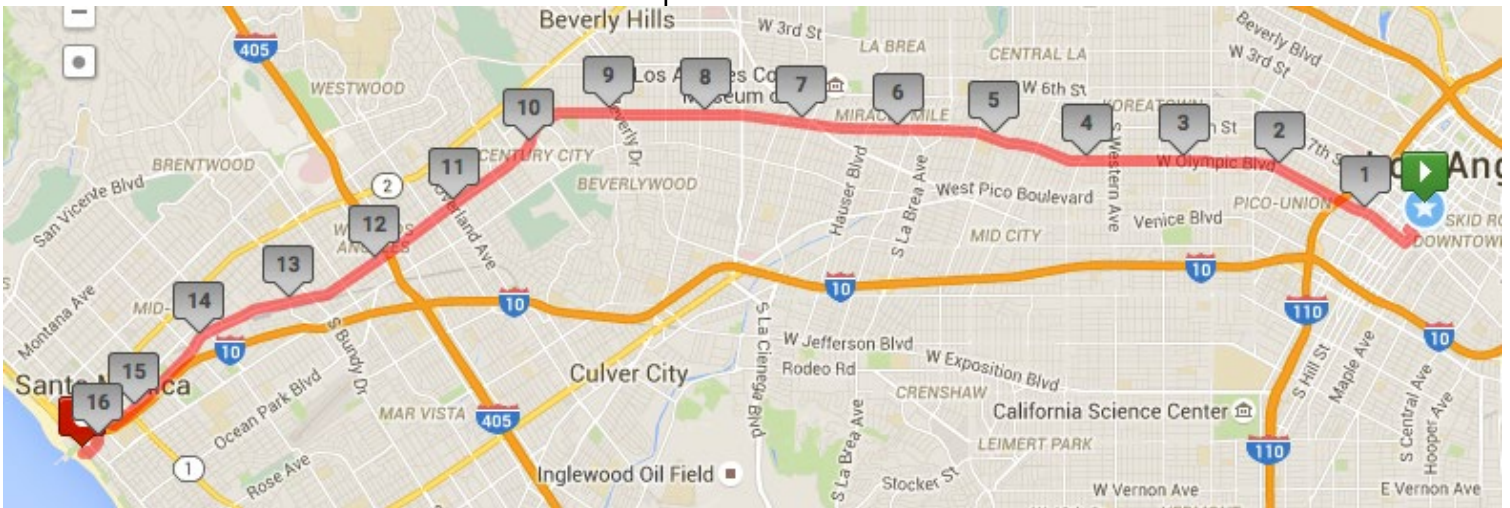 Beverly Hills
W 3rd St
Beverly Blvd
W 3rd St
405
LA BREA
CENTRAL LA
WESTWOOD
9
8
7
6
5
W 6th St
Los A
es Co
Museum o
10
MIRAC
MILE
KOREATOWN
4
3
2
7th St
Beverly Dr
CENTURY CITY
11
BRENTWOOD
2
BEVERLYWOOD
Hauser Blvd
S La Brea Ave
West Pico Boulevard
S Western Ave
W Olympic Blvd
1
Ang
PICO-UNION
Venice Blvd
SKID RO
DOWNTOWN
San Vicente Blvd
Overland Ave
12
MID CITY
13
10
10
10
14
MID-
Montana Ave
10
S Bundy Dr
110
10
S La Cienega Blvd
W Jefferson Blvd
Rodeo Rd
W Exposition Blvd
S Hill St
Maple Ave
15
Santa M
ica
Culver City
CRENSHAW
16
Ocean Park Blvd
MAR VISTA
405
California Science Center
S Central Ave
Hooper Ave
LEIMERT PARK
110
1
Rose Ave
Inglewood Oil Field
S La Brea Ave
Stocker St
W Vernon Ave
E Vernon Ave